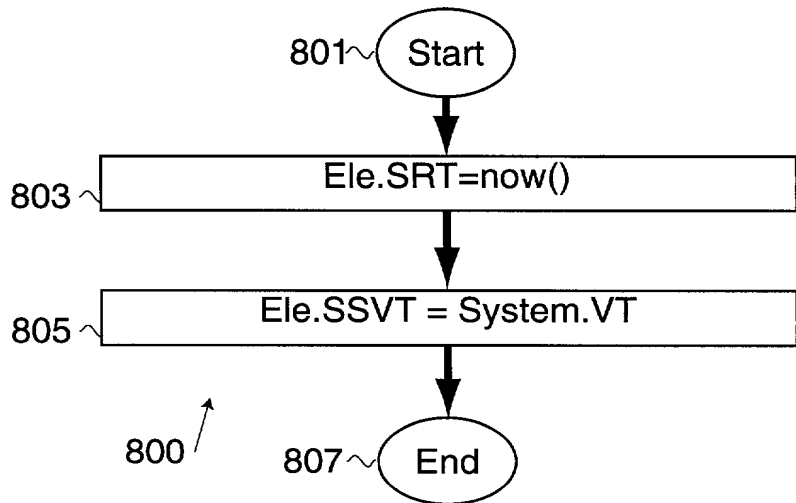 801 Start
Ele.SRT=now()
803
Ele.SSVT = System.VT
805
800
807 End